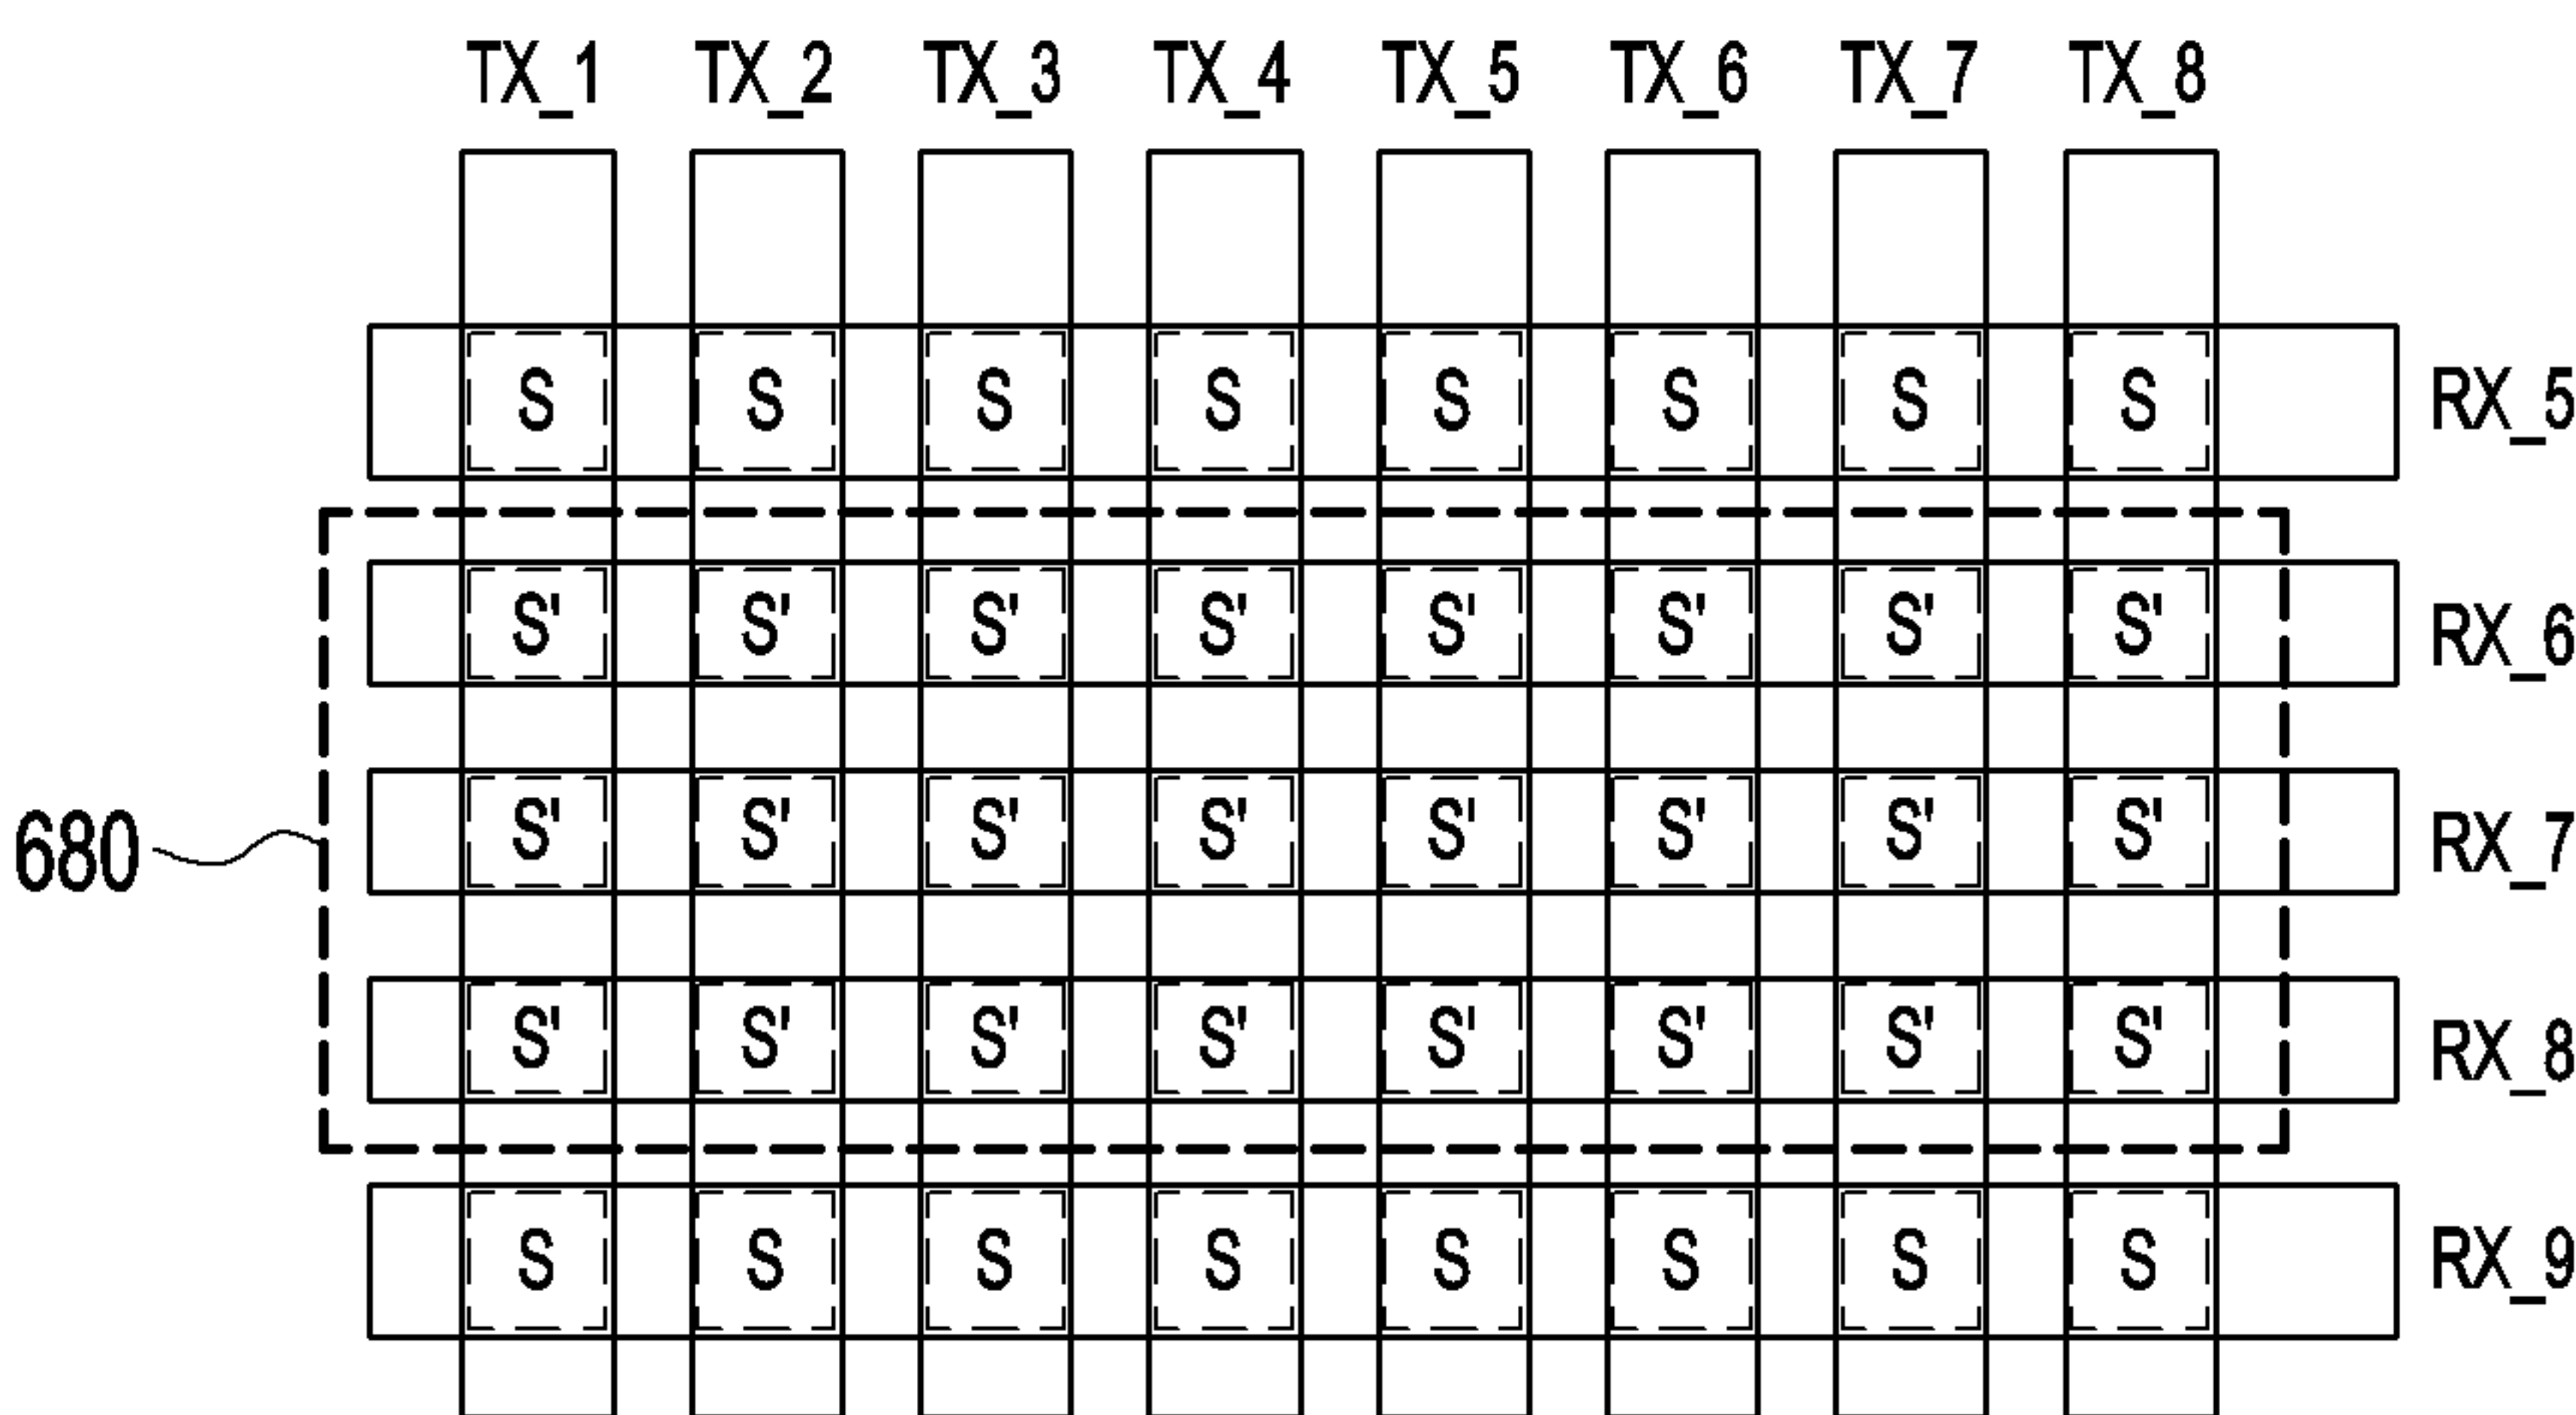 TX_1 TX_2 TX_3 TX_4 TX_5 TX_6 TX_7 TX_8
S S S S S S S S RX_5
S' S' S' S' S' S' S' S' RX_6
680 S' S' S' S' S' S' S' S' RX_7
S' S' S' S' S' S' S' S' RX_8
S S S S S S S S RX_9